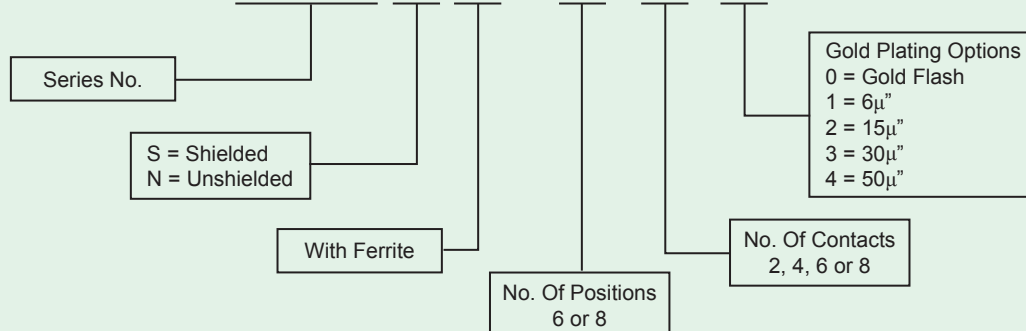 Series No.
S = Shielded
N = Unshielded
With Ferrite
No. Of Positions
6 or 8
No. Of Contacts
2, 4, 6 or 8
Gold Plating Options
0 = Gold Flash
1 = 6μ”
2 = 15μ”
3 = 30μ”
4 = 50μ”